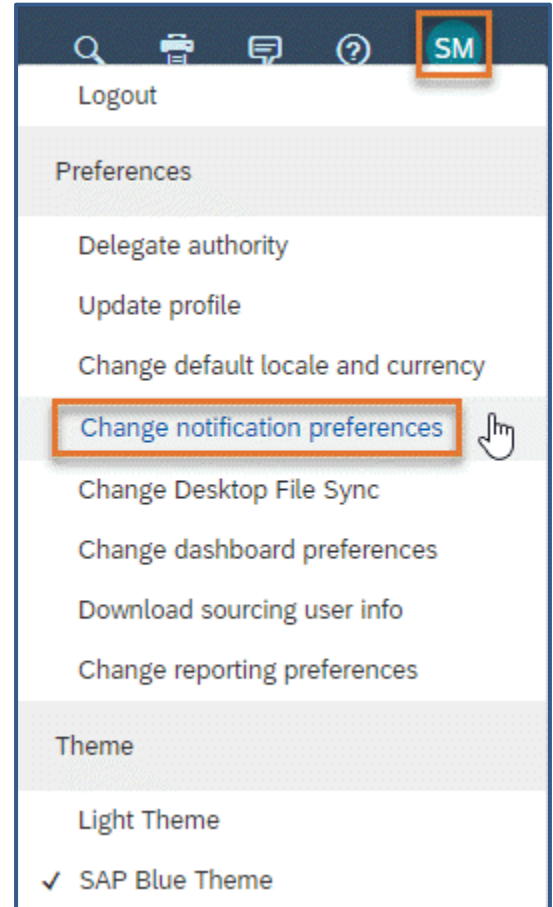 SM
Logout
Preferences
Delegate authority
Update profile
Change default locale and currency
Change notification preferences
Change Desktop File Sync
Change dashboard preferences
Download sourcing user info
Change reporting preferences
Theme
Light Theme
✓ SAP Blue Theme